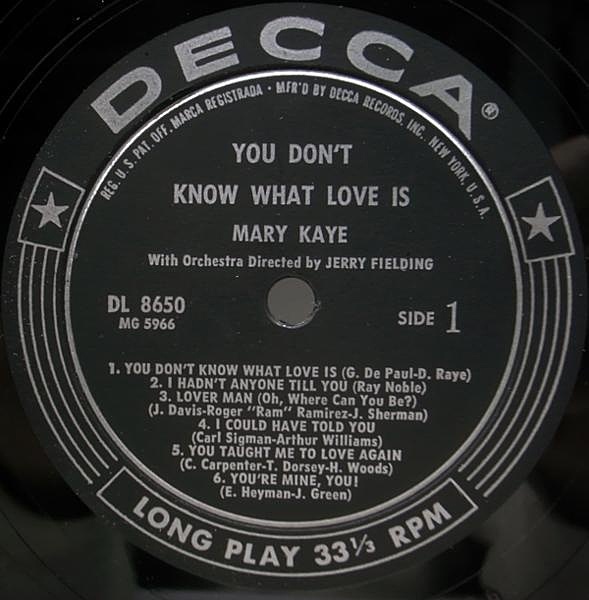 DECCA®
REG. U.S. PAT. OFF. MARCA REGISTRADA • MFR'D BY DECCA RECORDS, INC., NEW YORK, U.S.A.
YOU DON'T
KNOW WHAT LOVE IS
MARY KAYE
With Orchestra Directed by JERRY FIELDING
DL 8650
MG 5966
SIDE 1
1. YOU DON'T KNOW WHAT LOVE IS (G. De Paul-D. Raye)
2. I HADN'T ANYONE TILL YOU (Ray Noble)
3. LOVER MAN (Oh, Where Can You Be?)
(J. Davis-Roger "Ram" Ramirez-J. Sherman)
4. I COULD HAVE TOLD YOU
(Carl Sigman-Arthur Williams)
5. YOU TAUGHT ME TO LOVE AGAIN
(C. Carpenter-T. Dorsey-H. Woods)
6. YOU'RE MINE, YOU!
(E. Heyman-J. Green)
LONG PLAY 33⅓ RPM